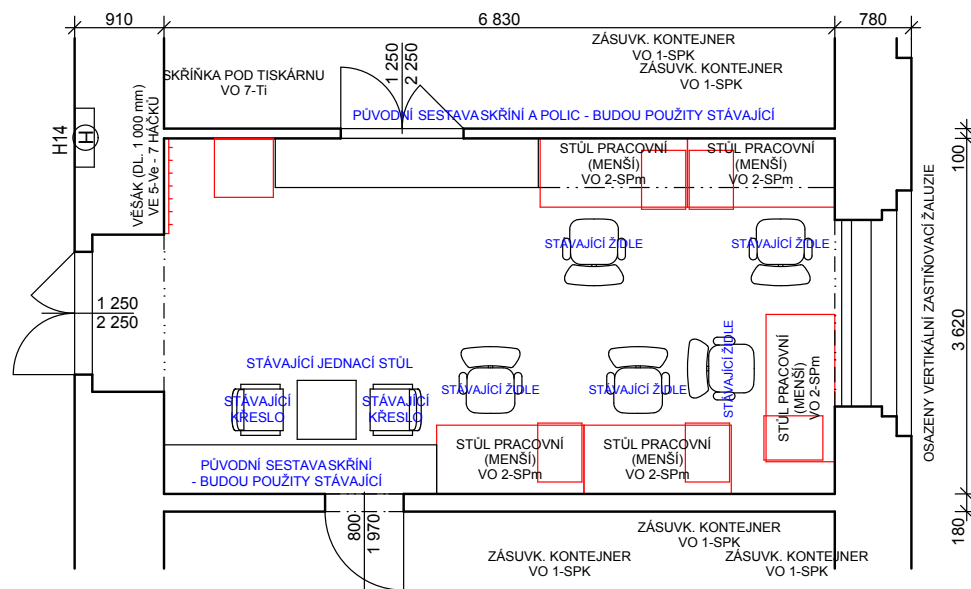 910
6 830
780
ZÁSUVK. KONTEJNER
VO 1-SPK
ZÁSUVK. KONTEJNER
VO 1-SPK
SKŘÍŇKA POD TISKÁRNU
VO 7-Ti
1 250
2 250
PŮVODNÍ SESTAVA SKŘÍNÍ A POLIC - BUDOU POUŽITY STÁVAJÍCÍ
H14
H
VĚŠÁK (DL. 1 000 mm)
VE 5-Ve - 7 HÁČKŮ
STŮL PRACOVNÍ
(MENŠÍ)
VO 2-SPm
STŮL PRACOVNÍ
(MENŠÍ)
VO 2-SPm
100
STÁVAJÍCÍ ŽIDLE
STÁVAJÍCÍ ŽIDLE
OSAZENY VERTIKÁLNÍ ZASTIŇOVACÍ ŽALUZIE
3 620
1 250
2 250
STÁVAJÍCÍ JEDNACÍ STŮL
STÁVAJÍCÍ
KŘESLO
STÁVAJÍCÍ
KŘESLO
STÁVAJÍCÍ ŽIDLE
STÁVAJÍCÍ ŽIDLE
STÁVAJÍCÍ ŽIDLE
STŮL PRACOVNÍ
(MENŠÍ)
VO 2-SPm
STŮL PRACOVNÍ
(MENŠÍ)
VO 2-SPm
STŮL PRACOVNÍ
(MENŠÍ)
VO 2-SPm
PŮVODNÍ SESTAVA SKŘÍNÍ
- BUDOU POUŽITY STÁVAJÍCÍ
180
800
1 970
ZÁSUVK. KONTEJNER
VO 1-SPK
ZÁSUVK. KONTEJNER
VO 1-SPK
ZÁSUVK. KONTEJNER
VO 1-SPK